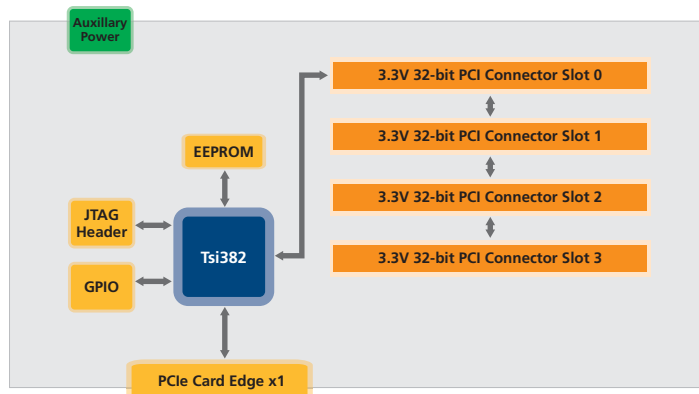 Auxillary
Power
3.3V 32-bit PCI Connector Slot 0
3.3V 32-bit PCI Connector Slot 1
EEPROM
3.3V 32-bit PCI Connector Slot 2
JTAG
Header
Tsi382
3.3V 32-bit PCI Connector Slot 3
GPIO
PCIe Card Edge x1